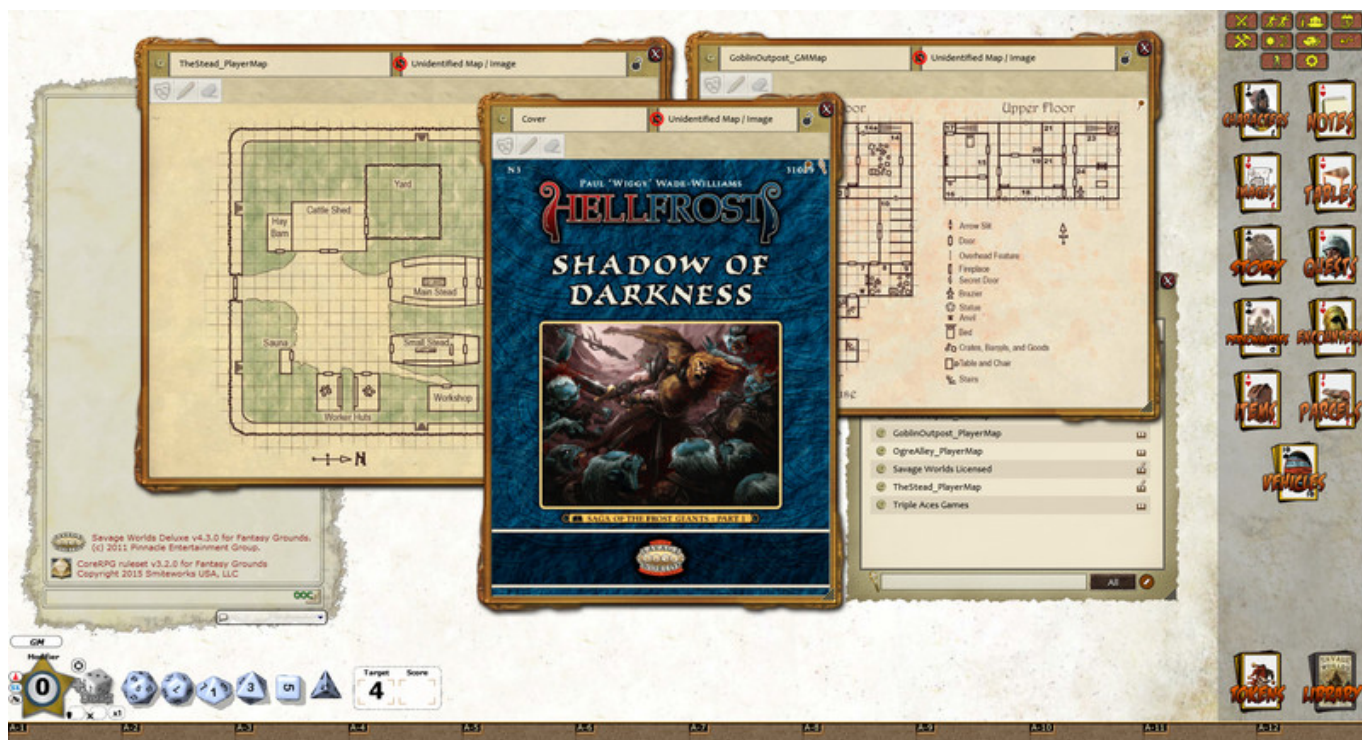 TheStead_PlayerMap
Unidentified Map / Image
Yard
Cattle Shed
Hay
Barn
Main Stead
Sauna
Small Stead
Workshop
Worker Huts
N
Savage Worlds Deluxe v4.3.0 for Fantasy Grounds.
(c) 2011 Pinnacle Entertainment Group.
CoreRPG ruleset v3.2.0 for Fantasy Grounds
Copyright 2015 Smiteworks USA, LLC
Cover
Unidentified Map / Image
N3
PAUL "WIGGY" WADE-WILLIAMS
HELLFROST
SHADOW OF
DARKNESS
SAGA OF THE FROST GIANTS - PART 1
GoblinOutpost_GMMap
Unidentified Map / Image
oor
Upper Floor
Arrow Slit
Door
Overhead Feature
Fireplace
Secret Door
Brazier
Statue
Anvil
Bed
Crates, Barrels, and Goods
Table and Chair
Stairs
GoblinOutpost_PlayerMap
OgreAlley_PlayerMap
Savage Worlds Licensed
TheStead_PlayerMap
Triple Aces Games
All
CHARACTERS
NOTES
IMAGES
TABLES
STORY
QUESTS
ENCOUNTERS
ITEMS
PARCELS
VEHICLES
TOKENS
LIBRARY
GM
Modifier
0
x1
Target
Score
4
A-1
A-2
A-3
A-4
A-5
A-6
A-7
A-8
A-9
A-10
A-11
A-12